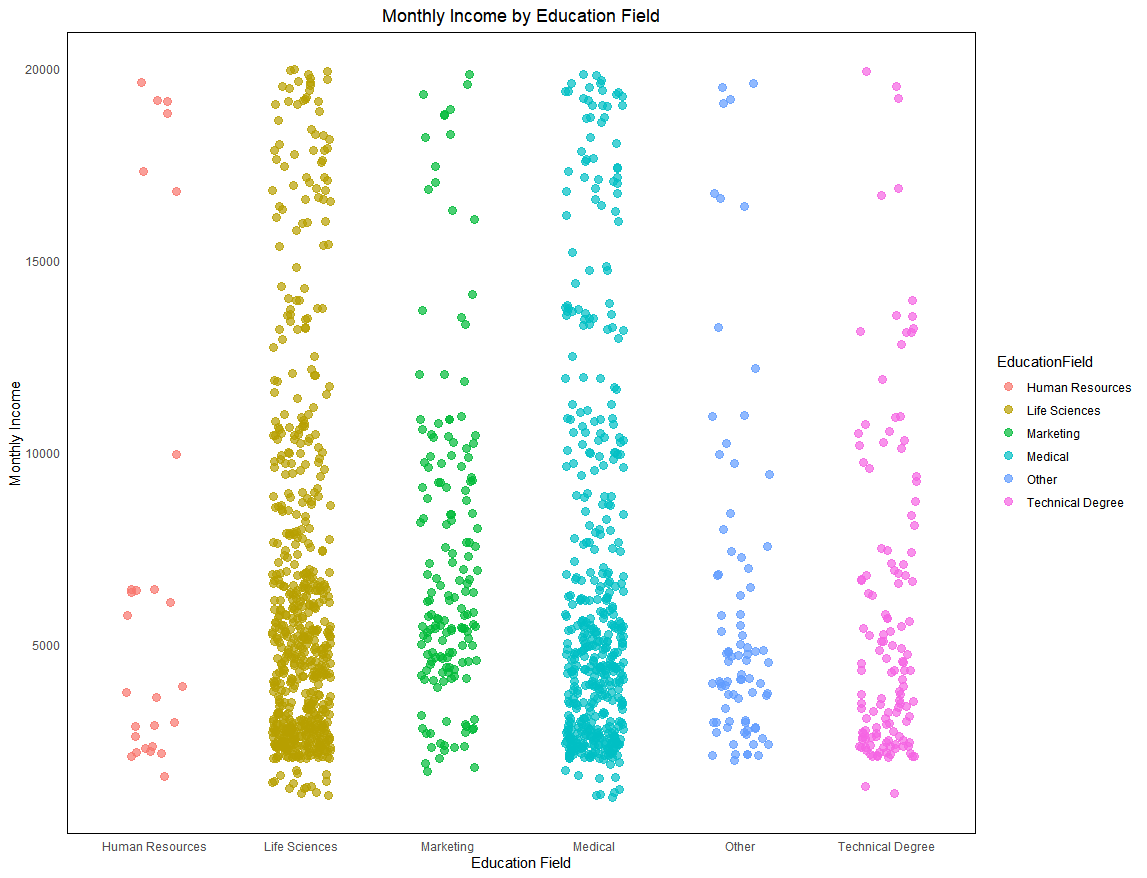 Monthly Income by Education Field
20000
15000
10000
5000
Monthly Income
Human Resources
Life Sciences
Marketing
Medical
Other
Technical Degree
Education Field
EducationField
Human Resources
Life Sciences
Marketing
Medical
Other
Technical Degree